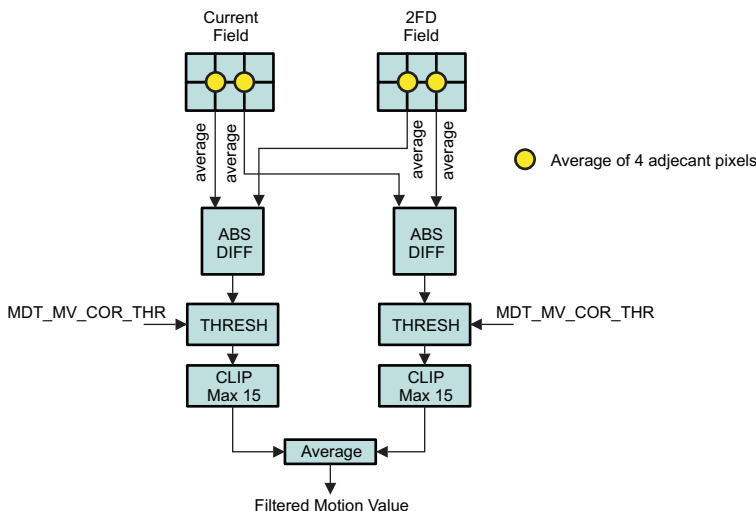 Current
Field
2FD
Field
average
average
average
average
Average of 4 adjecant pixels
ABS
DIFF
ABS
DIFF
MDT_MV_COR_THR
THRESH
THRESH
MDT_MV_COR_THR
CLIP
Max 15
CLIP
Max 15
Average
Filtered Motion Value